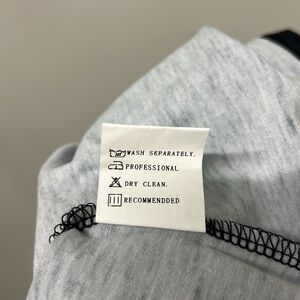 WASH SEPARATELY.
PROFESSIONAL
DRY CLEAN.
RECOMMENDDED